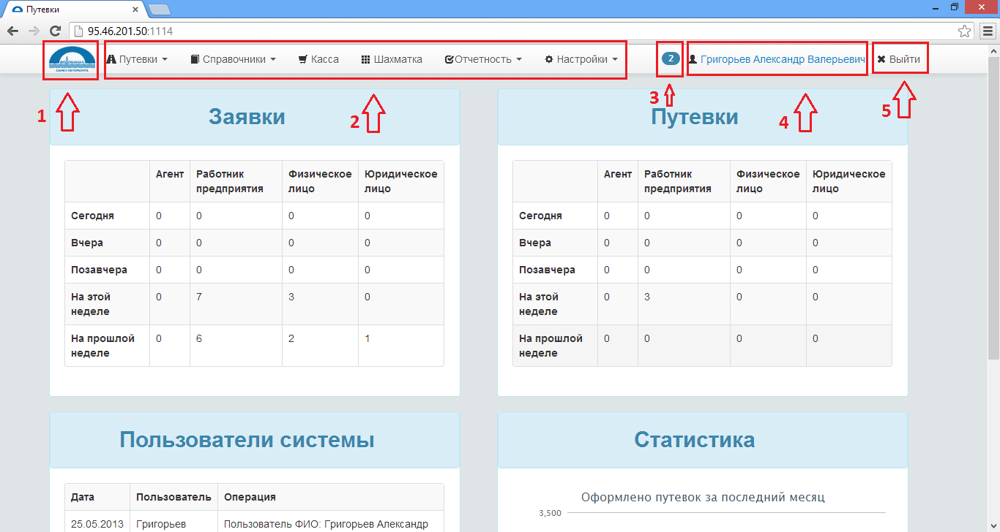 Путевки
95.46.201.50:1114
ВОДОКАНАЛ
САНКТ-ПЕТЕРБУРГА
Путевки Справочники Касса Шахматка Отчетность Настройки 2 Григорьев Александр Валерьевич Выйти
1 2 3 4 5
Заявки
Агент Работник предприятия Физическое лицо Юридическое лицо
Сегодня 0 0 0 0
Вчера 0 0 0 0
Позавчера 0 0 0 0
На этой неделе 0 7 3 0
На прошлой неделе 0 6 2 1
Путевки
Агент Работник предприятия Физическое лицо Юридическое лицо
Сегодня 0 0 0 0
Вчера 0 0 0 0
Позавчера 0 0 0 0
На этой неделе 0 3 0 0
На прошлой неделе 0 0 0 0
Пользователи системы
Дата Пользователь Операция
25.05.2013 Григорьев Пользователь ФИО: Григорьев Александр
Статистика
Оформлено путевок за последний месяц
3,500